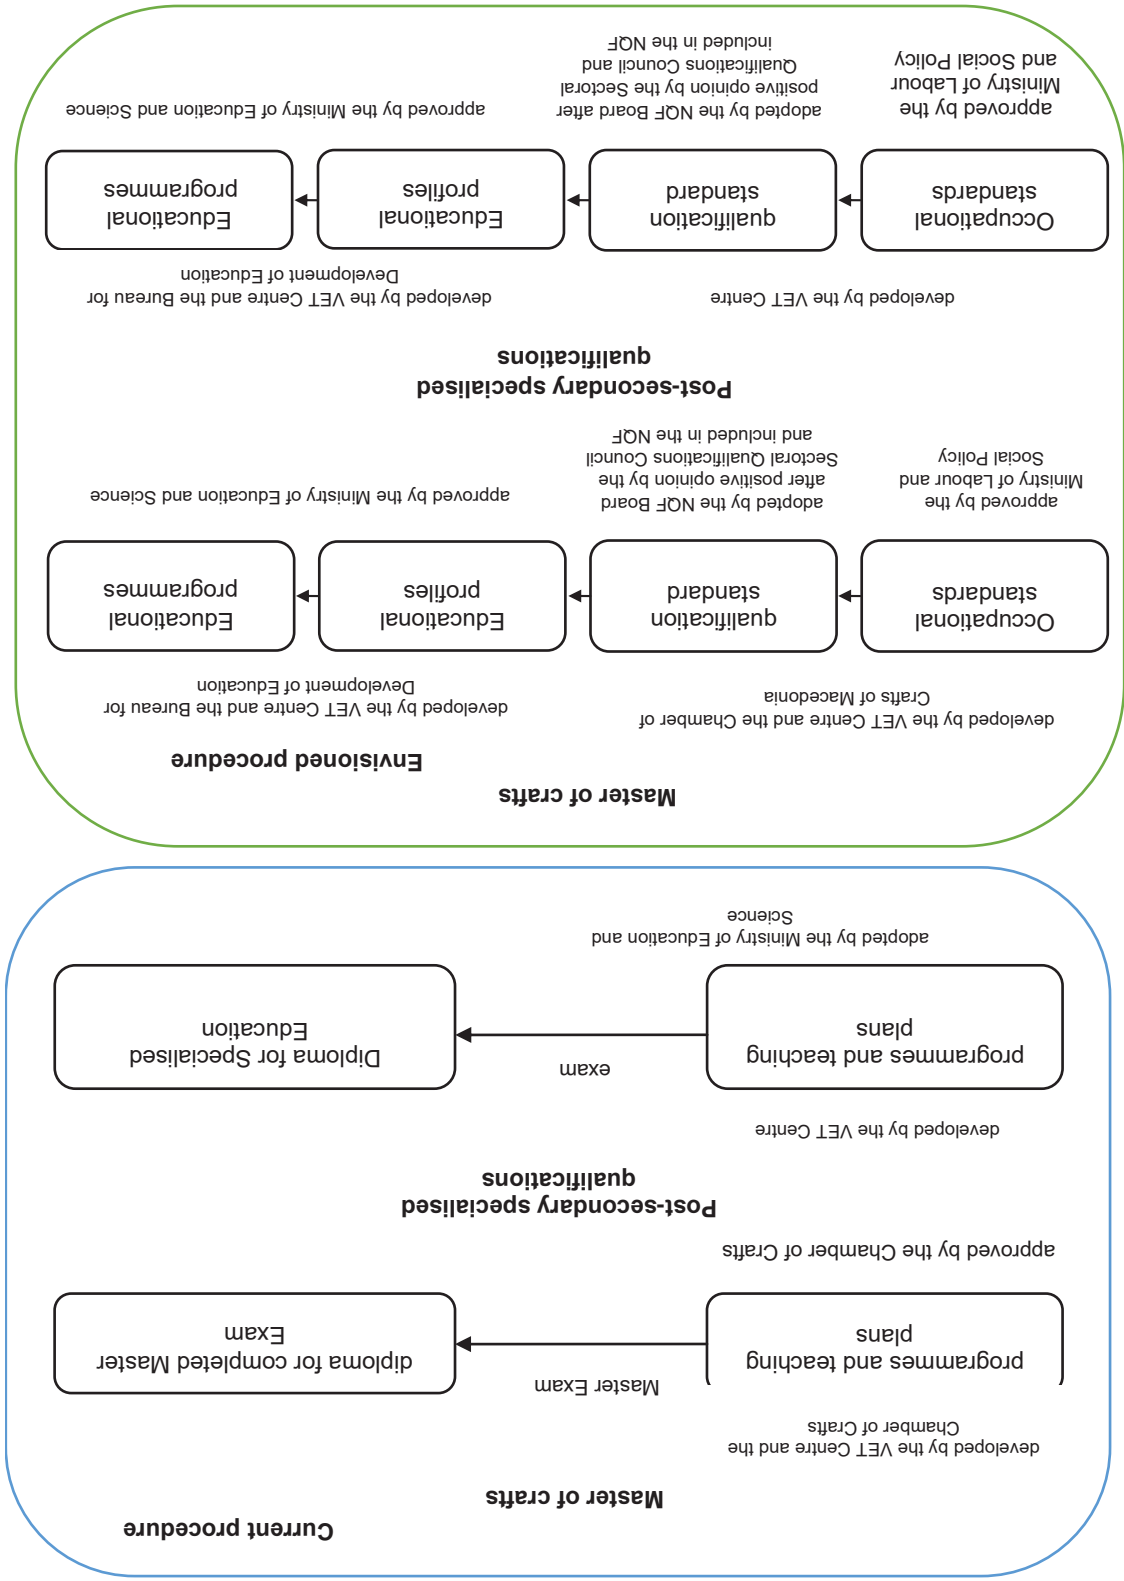 Current procedure
Master of crafts
developed by the VET Centre and the
Chamber of Crafts
programmes and teaching
plans
Master Exam
diploma for completed Master
Exam
approved by the Chamber of Crafts
Post-secondary specialised
qualifications
developed by the VET Centre
programmes and teaching
plans
exam
Diploma for Specialised
Education
adopted by the Ministry of Education and
Science
Master of crafts
Envisioned procedure
developed by the VET Centre and the Chamber of
Crafts of Macedonia
developed by the VET Centre and the Bureau for
Development of Education
Occupational
standards
qualification
standard
Educational
profiles
Educational
programmes
approved by the
Ministry of Labour and
Social Policy
adopted by the NQF Board
after positive opinion by the
Sectoral Qualifications Council
and included in the NQF
approved by the Ministry of Education and Science
Post-secondary specialised
qualifications
developed by the VET Centre
developed by the VET Centre and the Bureau for
Development of Education
Occupational
standards
qualification
standard
Educational
profiles
Educational
programmes
approved by the
Ministry of Labour
and Social Policy
adopted by the NQF Board after
positive opinion by the Sectoral
Qualifications Council and
included in the NQF
approved by the Ministry of Education and Science